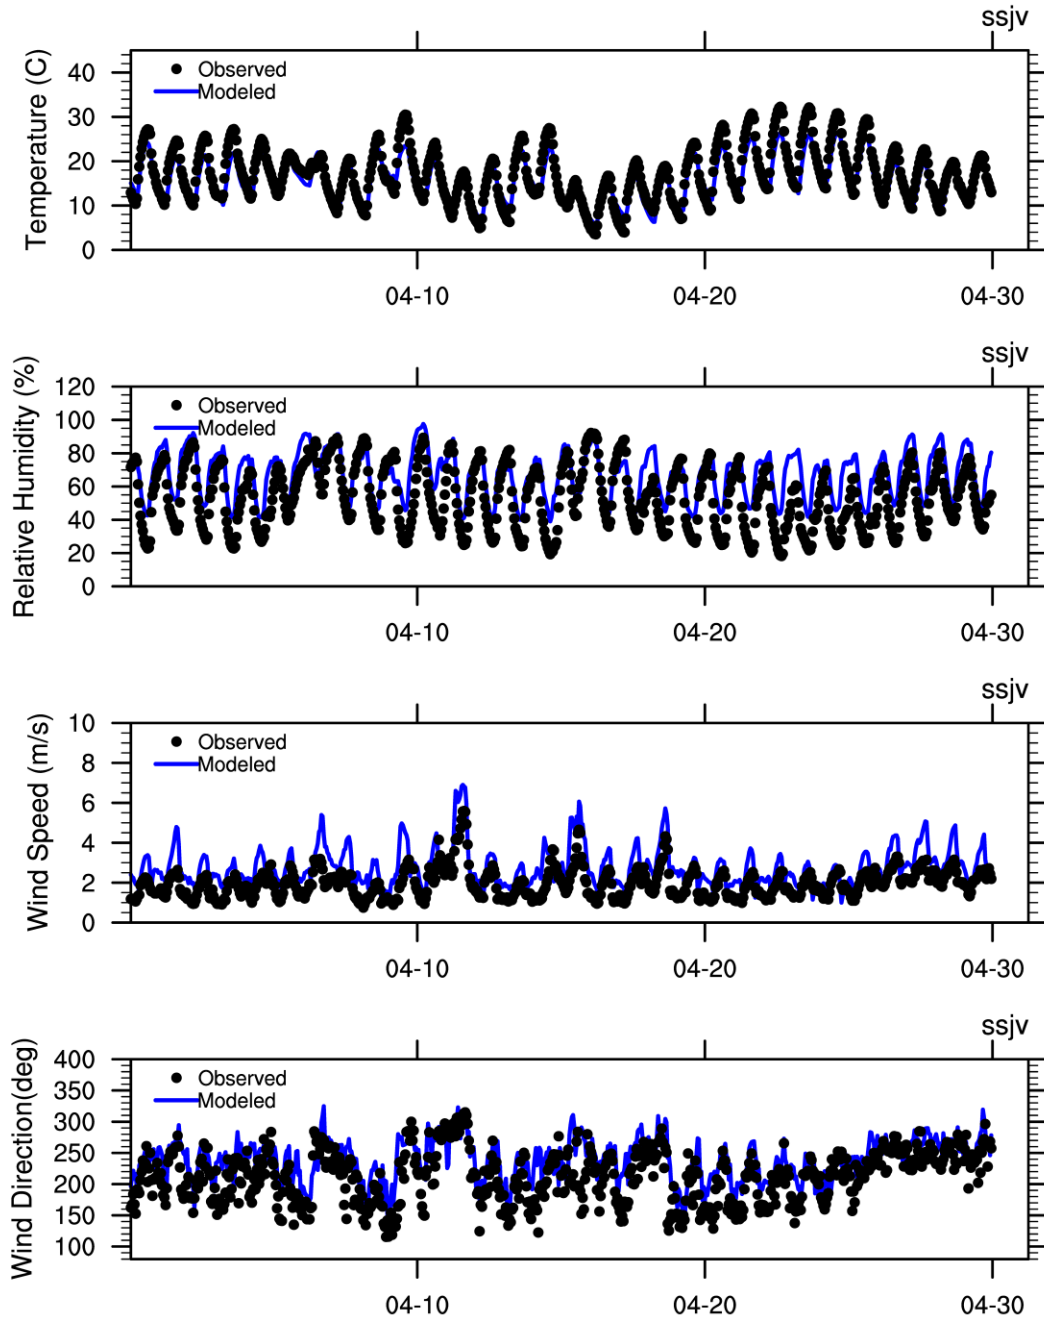 ssjv
Temperature (C)
40
30
20
10
0
Observed
Modeled
04-10 04-20 04-30
ssjv
Relative Humidity (%)
120
100
80
60
40
20
0
Observed
Modeled
04-10 04-20 04-30
ssjv
Wind Speed (m/s)
10
8
6
4
2
0
Observed
Modeled
04-10 04-20 04-30
ssjv
Wind Direction(deg)
400
350
300
250
200
150
100
Observed
Modeled
04-10 04-20 04-30